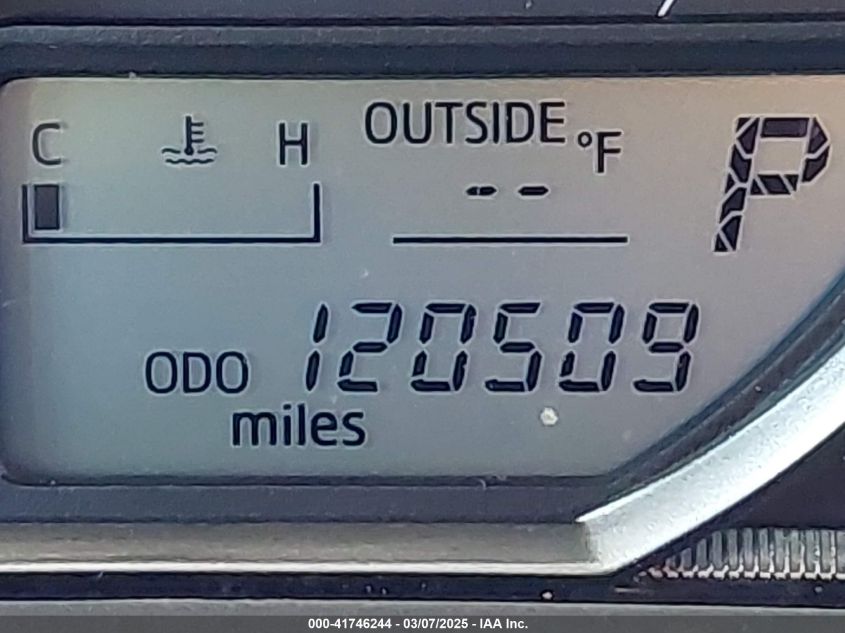 C H OUTSIDE °F P
--
ODO 120509
miles
000-41746244 - 03/07/2025 - IAA Inc.